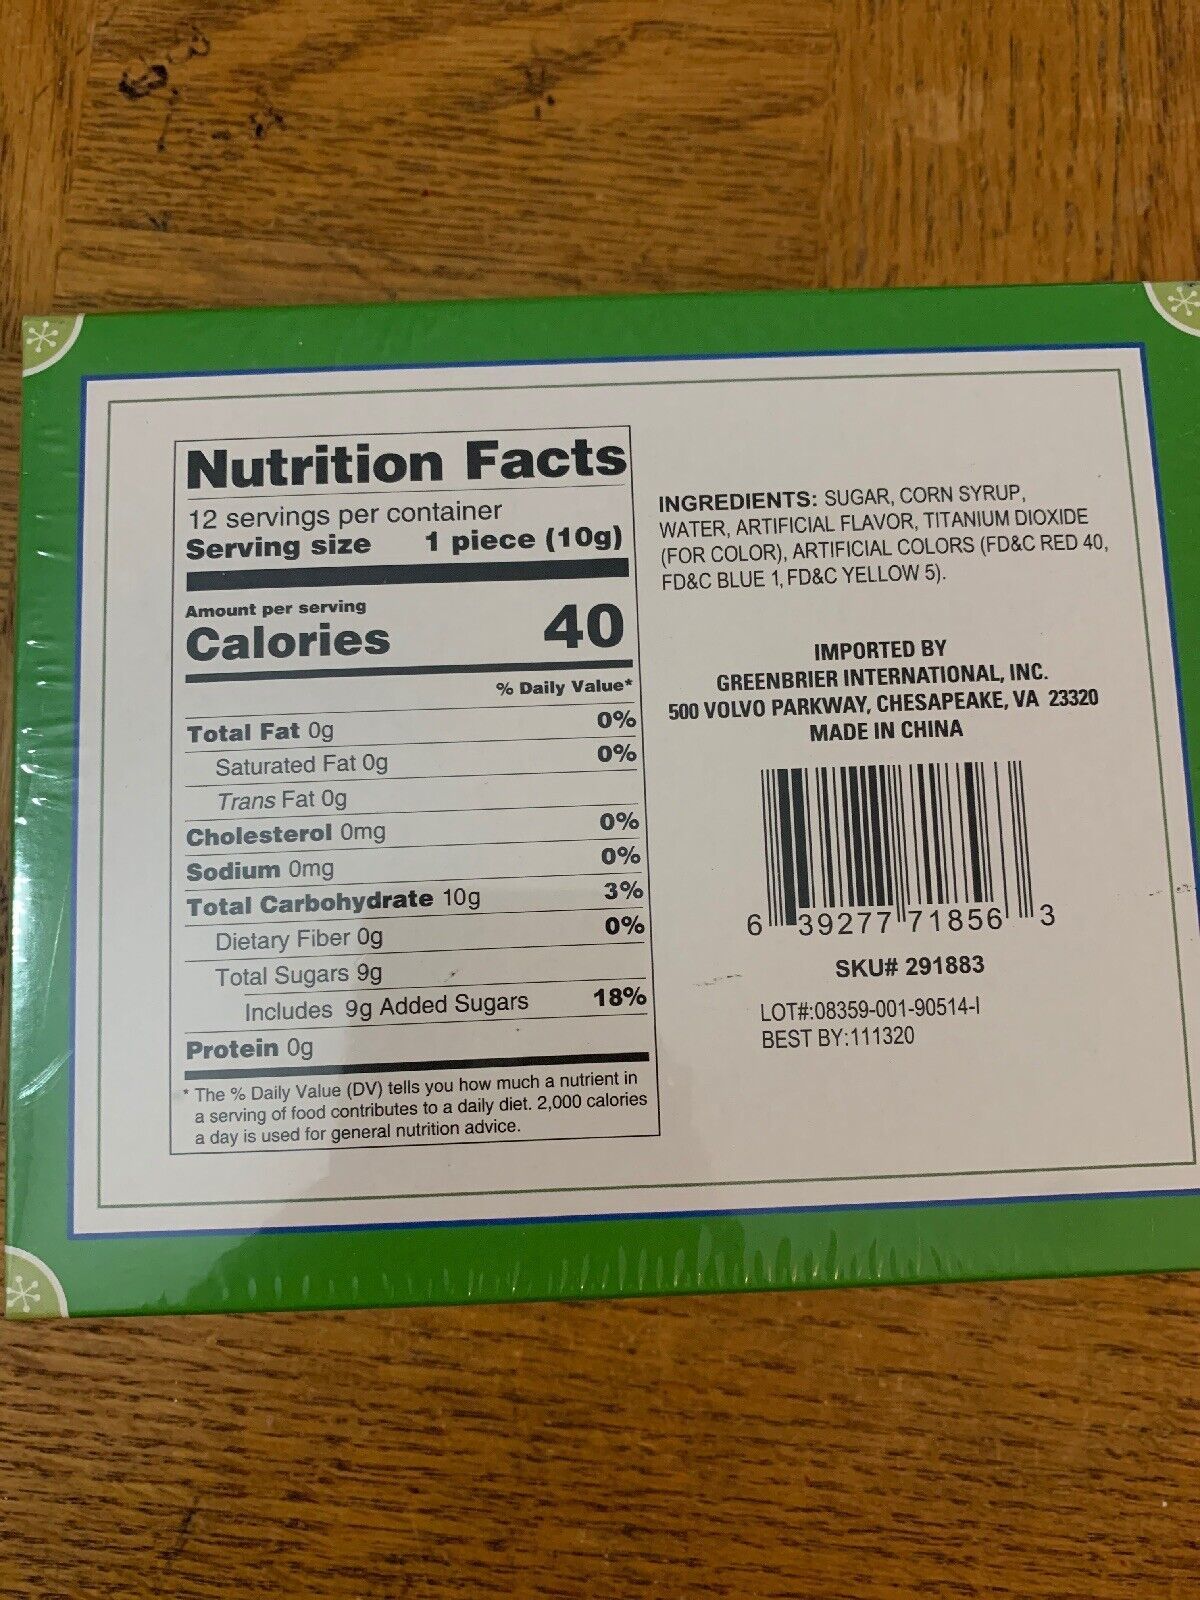 Nutrition Facts
12 servings per container
Serving size 1 piece (10g)
Amount per serving
Calories 40
% Daily Value*
Total Fat 0g 0%
Saturated Fat 0g 0%
Trans Fat 0g
Cholesterol 0mg 0%
Sodium 0mg 0%
Total Carbohydrate 10g 3%
Dietary Fiber 0g 0%
Total Sugars 9g
Includes 9g Added Sugars 18%
Protein 0g
* The % Daily Value (DV) tells you how much a nutrient in
a serving of food contributes to a daily diet. 2,000 calories
a day is used for general nutrition advice.
INGREDIENTS: SUGAR, CORN SYRUP,
WATER, ARTIFICIAL FLAVOR, TITANIUM DIOXIDE
(FOR COLOR), ARTIFICIAL COLORS (FD&C RED 40,
FD&C BLUE 1, FD&C YELLOW 5).
IMPORTED BY
GREENBRIER INTERNATIONAL, INC.
500 VOLVO PARKWAY, CHESAPEAKE, VA 23320
MADE IN CHINA
6 39277 71856 3
SKU# 291883
LOT#:08359-001-90514-I
BEST BY:111320